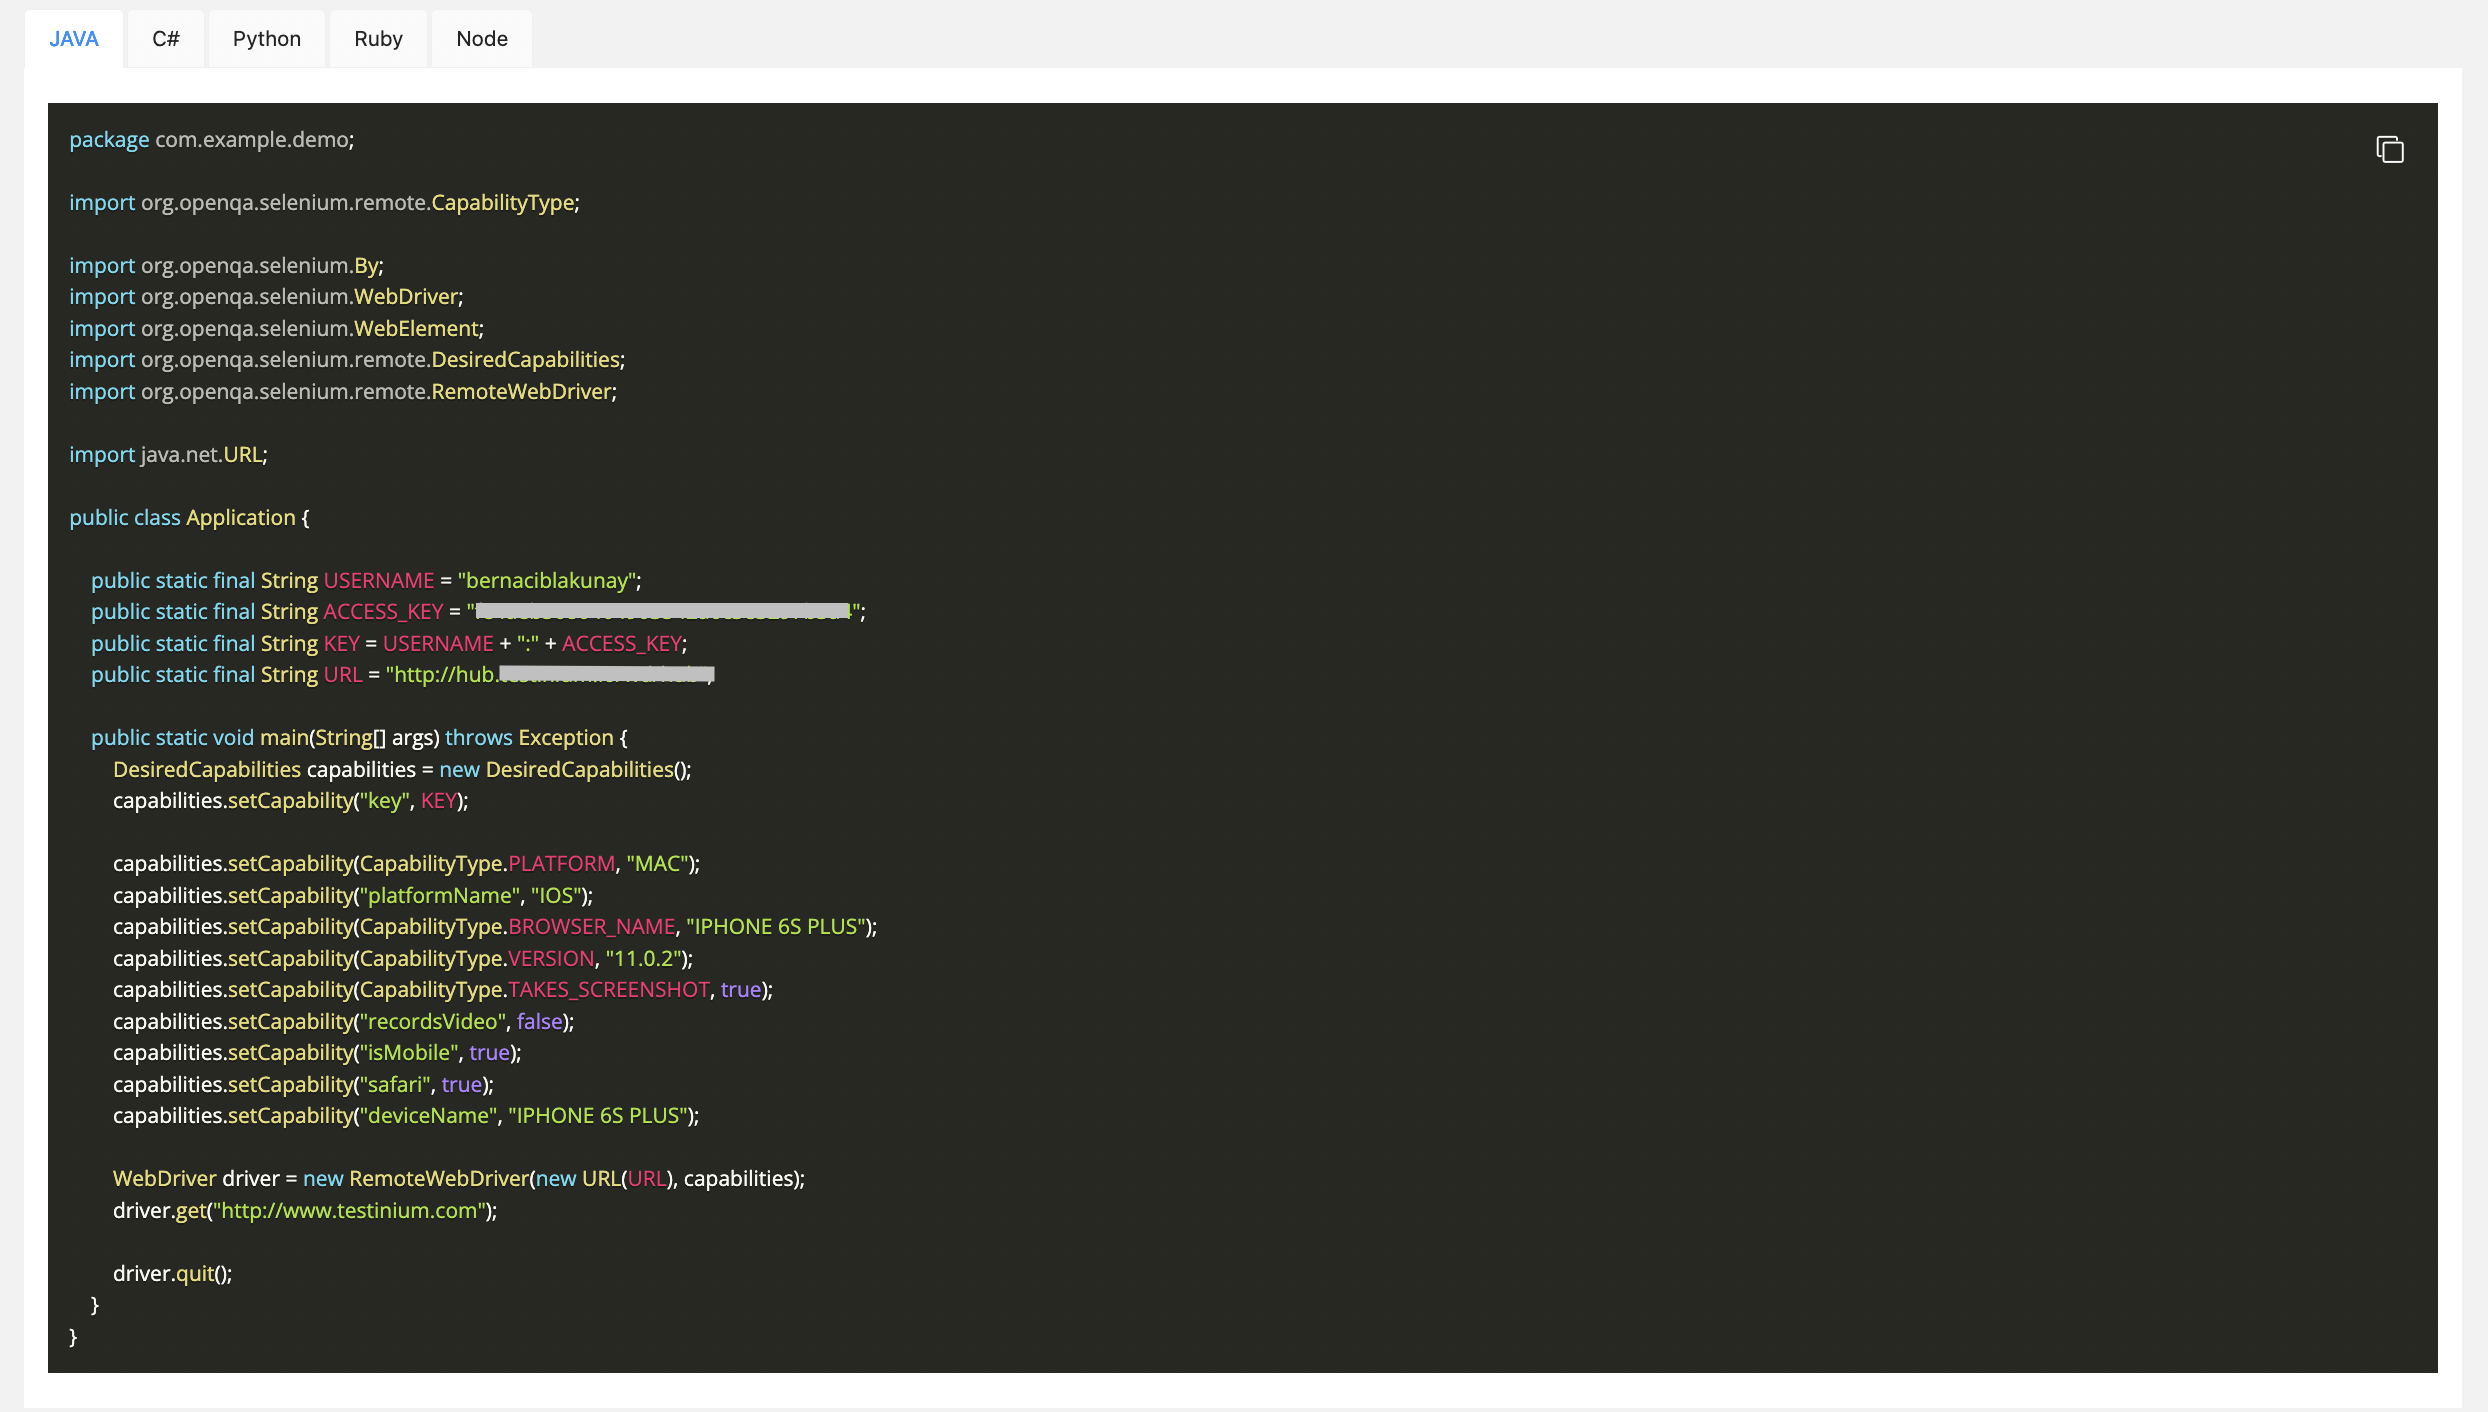 JAVA C# Python Ruby Node
package com.example.demo;
import org.openqa.selenium.remote.CapabilityType;
import org.openqa.selenium.By;
import org.openqa.selenium.WebDriver;
import org.openqa.selenium.WebElement;
import org.openqa.selenium.remote.DesiredCapabilities;
import org.openqa.selenium.remote.RemoteWebDriver;
import java.net.URL;
public class Application {
public static final String USERNAME = "bernaciblakunay";
public static final String ACCESS_KEY = "";
public static final String KEY = USERNAME + ":" + ACCESS_KEY;
public static final String URL = "http://hub.
public static void main(String[] args) throws Exception {
DesiredCapabilities capabilities = new DesiredCapabilities();
capabilities.setCapability("key", KEY);
capabilities.setCapability(CapabilityType.PLATFORM, "MAC");
capabilities.setCapability("platformName", "IOS");
capabilities.setCapability(CapabilityType.BROWSER_NAME, "IPHONE 6S PLUS");
capabilities.setCapability(CapabilityType.VERSION, "11.0.2");
capabilities.setCapability(CapabilityType.TAKES_SCREENSHOT, true);
capabilities.setCapability("recordsVideo", false);
capabilities.setCapability("isMobile", true);
capabilities.setCapability("safari", true);
capabilities.setCapability("deviceName", "IPHONE 6S PLUS");
WebDriver driver = new RemoteWebDriver(new URL(URL), capabilities);
driver.get("http://www.testinium.com");
driver.quit();
}
}